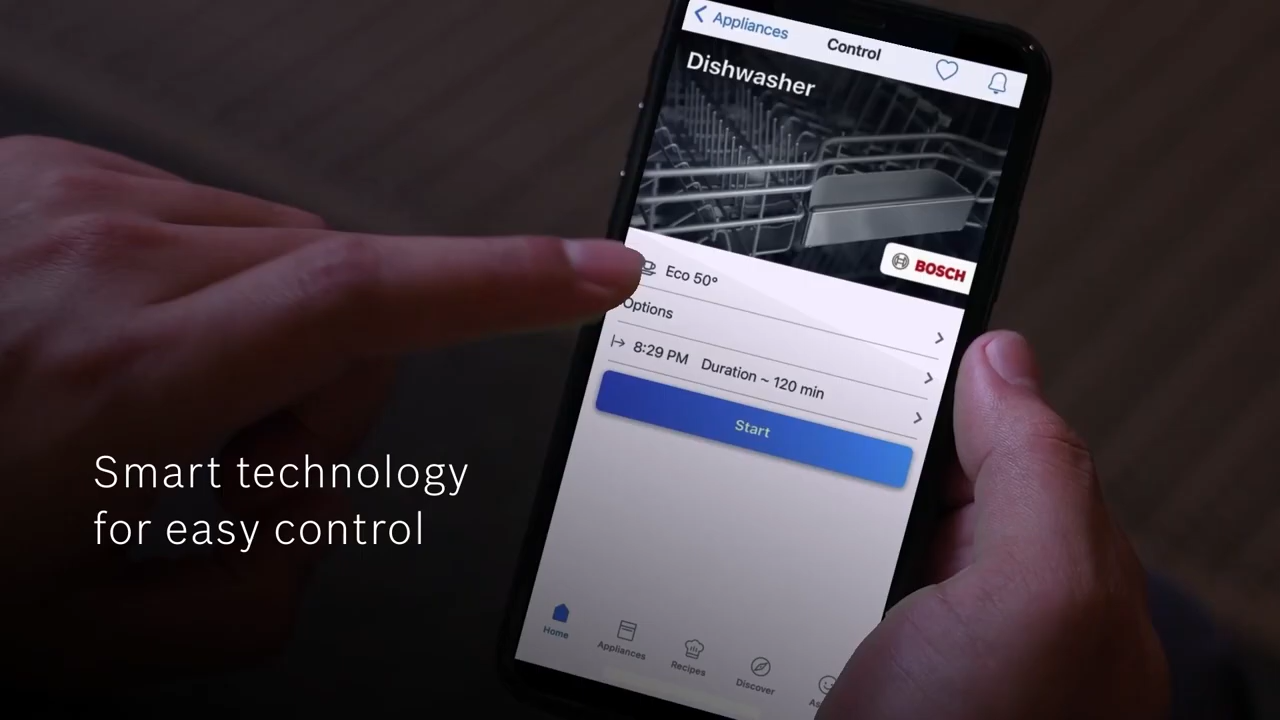 Appliances
Control
Dishwasher
BOSCH
Eco 50°
Options
8:29 PM Duration ~ 120 min
Start
Smart technology
for easy control
Home
Appliances
Recipes
Discover